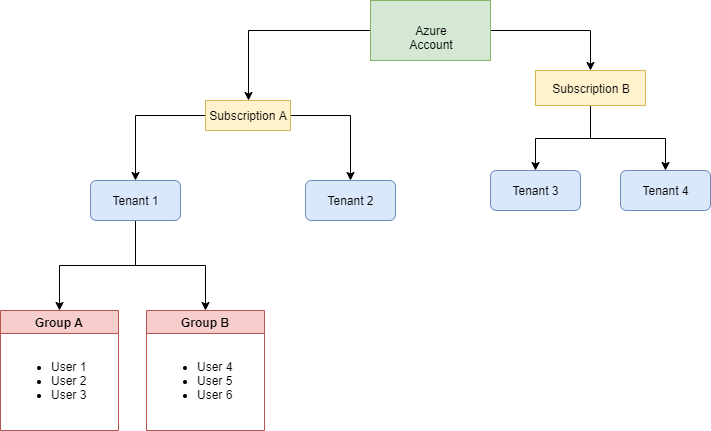 Azure
Account
Subscription A
Subscription B
Tenant 1
Tenant 2
Tenant 3
Tenant 4
Group A
User 1
User 2
User 3
Group B
User 4
User 5
User 6